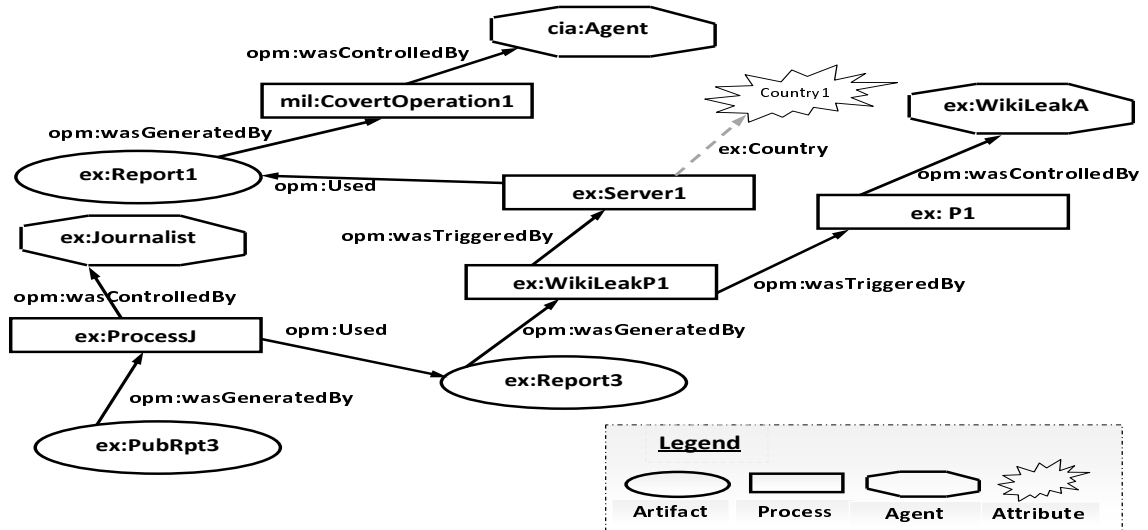 cia:Agent
opm:wasControlledBy
mil:CovertOperation1
Country1
ex:WikiLeakA
opm:wasGeneratedBy
ex:Country
ex:Report1
opm:Used
ex:Server1
opm:wasControlledBy
ex: P1
ex:Journalist
opm:wasTriggeredBy
opm:wasControlledBy
ex:WikiLeakP1
opm:wasTriggeredBy
ex:ProcessJ
opm:Used
opm:wasGeneratedBy
ex:Report3
opm:wasGeneratedBy
ex:PubRpt3
Legend
Artifact
Process
Agent
Attribute